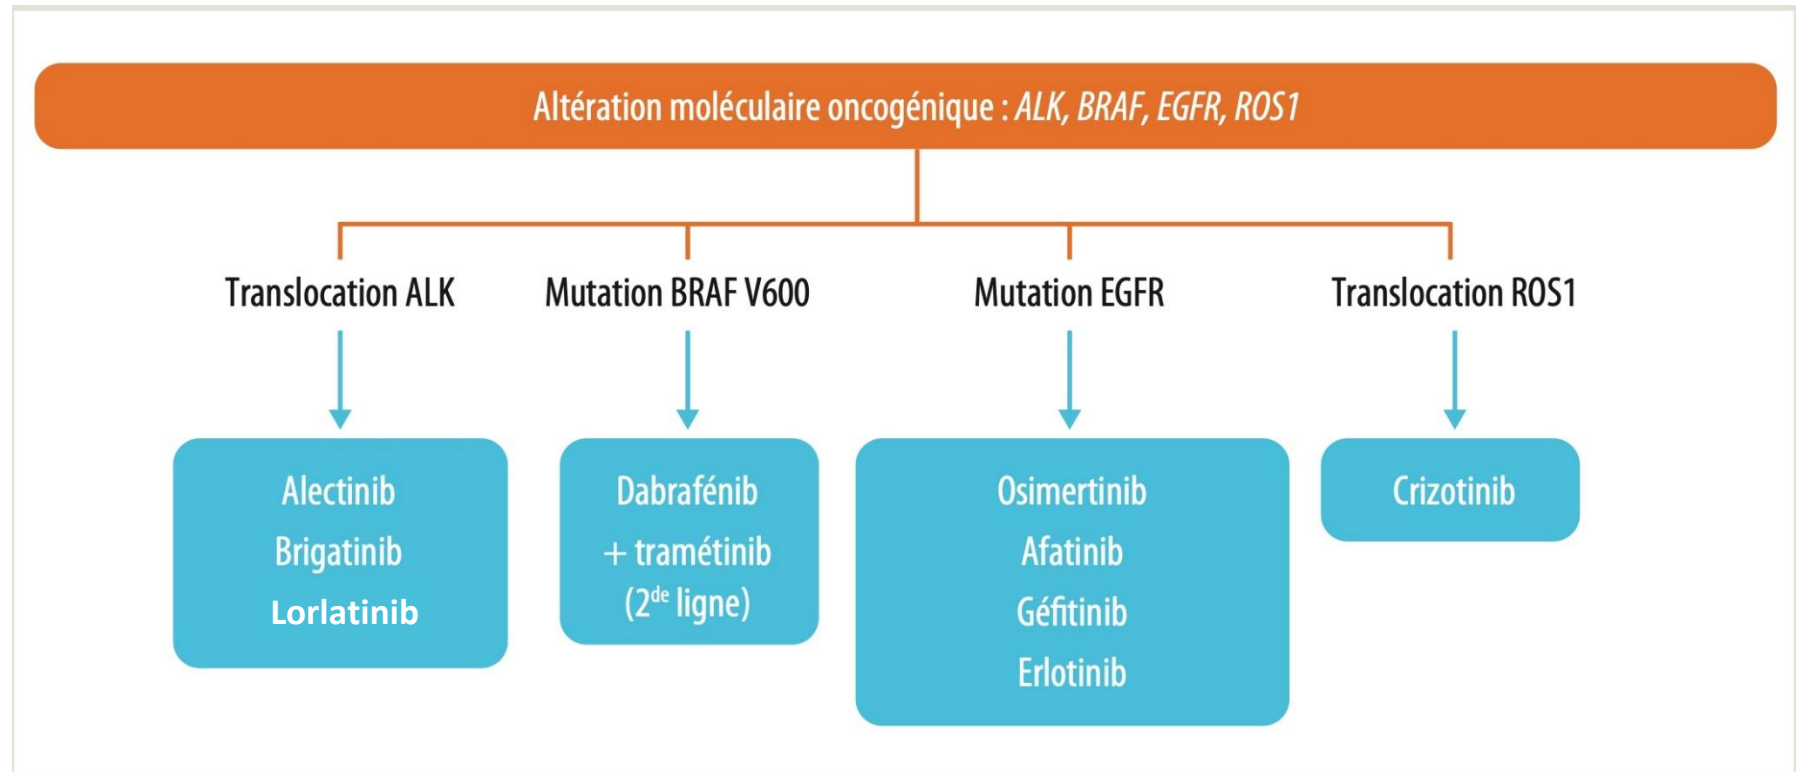 Altération moléculaire oncogénique : ALK, BRAF, EGFR, ROS1
Translocation ALK
Mutation BRAF V600
Mutation EGFR
Translocation ROS1
Alectinib
Brigatinib
Lorlatinib
Dabrafénib
+ tramétinib
(2de ligne)
Osimertinib
Afatinib
Géfitinib
Erlotinib
Crizotinib